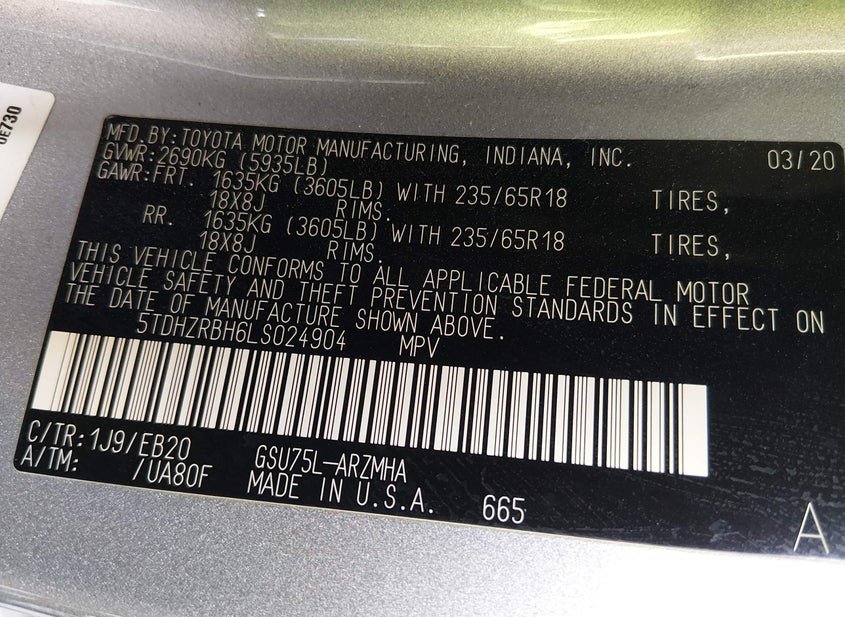 0E730
MFD.BY:TOYOTA MOTOR MANUFACTURING, INDIANA, INC. 03/20
GVWR:2690KG (5935LB)
GAWR:FRT. 1635KG (3605LB) WITH 235/65R18 TIRES,
18X8J RIMS.
RR. 1635KG (3605LB) WITH 235/65R18 TIRES,
18X8J RIMS.
THIS VEHICLE CONFORMS TO ALL APPLICABLE FEDERAL MOTOR
VEHICLE SAFETY AND THEFT PREVENTION STANDARDS IN EFFECT ON
THE DATE OF MANUFACTURE SHOWN ABOVE.
5TDHZRBH6LS024904 MPV
C/TR:1J9/EB20 GSU75L-ARZMHA
A/TM: /UA80F MADE IN U.S.A. 665
A